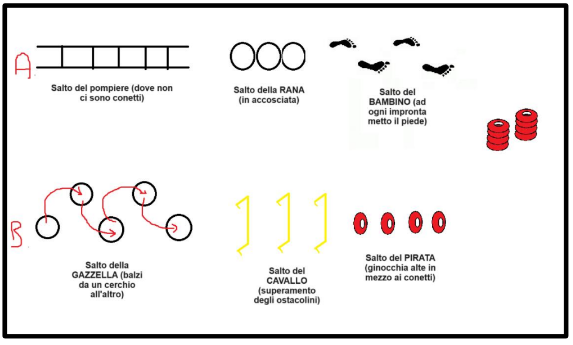 A.
Salto del pompiere (dove non
ci sono conetti)
Salto della RANA
(in accosciata)
Salto del
BAMBINO (ad
ogni impronta
metto il piede)
B.
Salto della
GAZZELLA (balzi
da un cerchio
all'altro)
Salto del
CAVALLO
(superamento
degli ostacolini)
Salto del PIRATA
(ginocchia alte in
mezzo ai conetti)